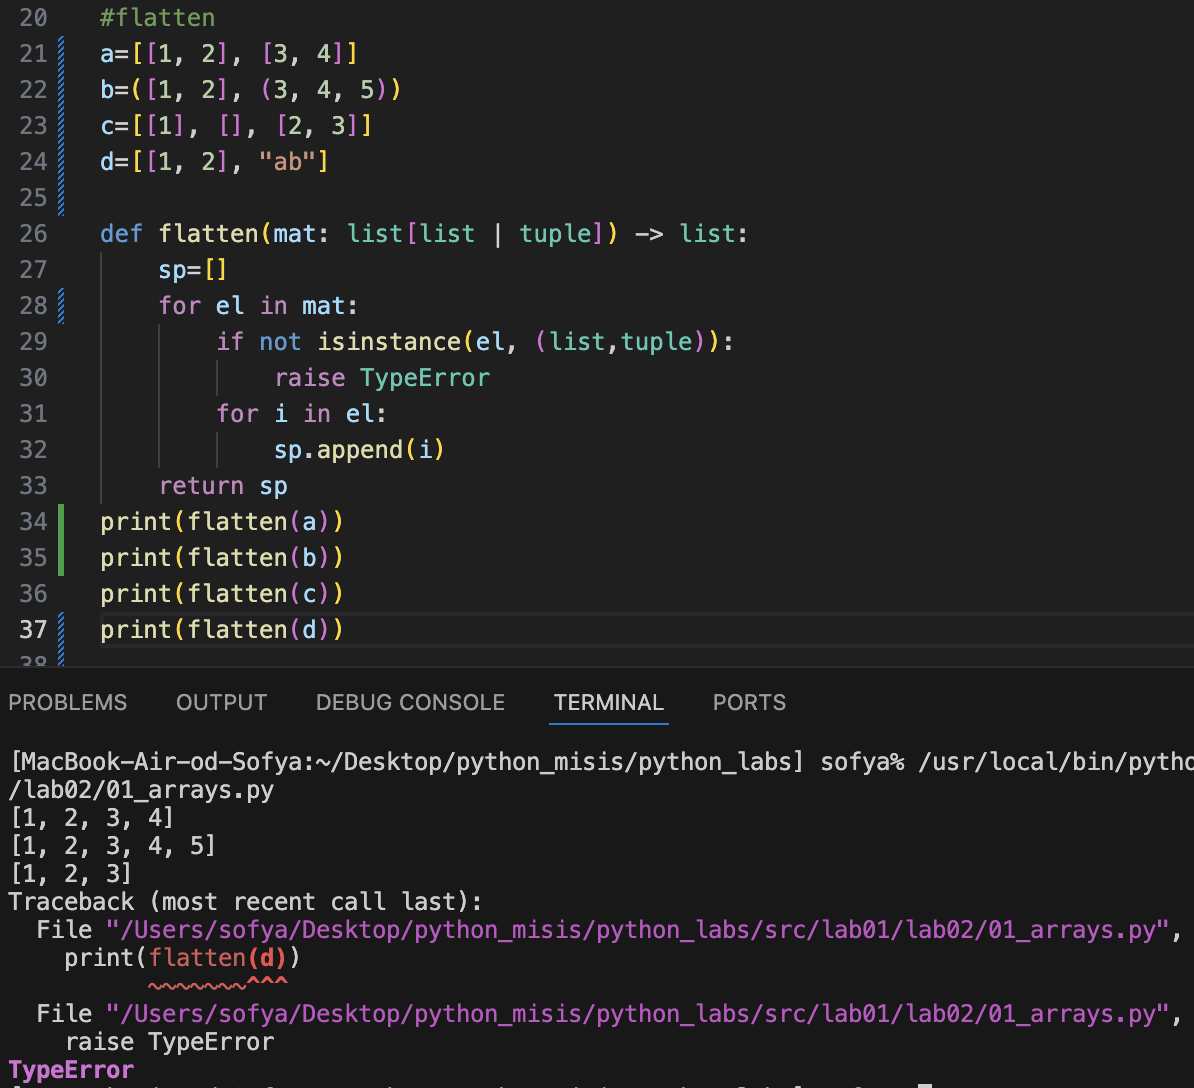 20 #flatten
21 a=[[1, 2], [3, 4]]
22 b=([1, 2], (3, 4, 5))
23 c=[[1], [], [2, 3]]
24 d=[[1, 2], "ab"]
25
26 def flatten(mat: list[list | tuple]) -> list:
27     sp=[]
28     for el in mat:
29         if not isinstance(el, (list,tuple)):
30             raise TypeError
31         for i in el:
32             sp.append(i)
33     return sp
34 print(flatten(a))
35 print(flatten(b))
36 print(flatten(c))
37 print(flatten(d))
38
PROBLEMS OUTPUT DEBUG CONSOLE TERMINAL PORTS
[MacBook-Air-od-Sofya:~/Desktop/python_misis/python_labs] sofya% /usr/local/bin/pytho
/lab02/01_arrays.py
[1, 2, 3, 4]
[1, 2, 3, 4, 5]
[1, 2, 3]
Traceback (most recent call last):
  File "/Users/sofya/Desktop/python_misis/python_labs/src/lab01/lab02/01_arrays.py",
    print(flatten(d))
          ~~~~~~~^^^
  File "/Users/sofya/Desktop/python_misis/python_labs/src/lab01/lab02/01_arrays.py",
    raise TypeError
TypeError